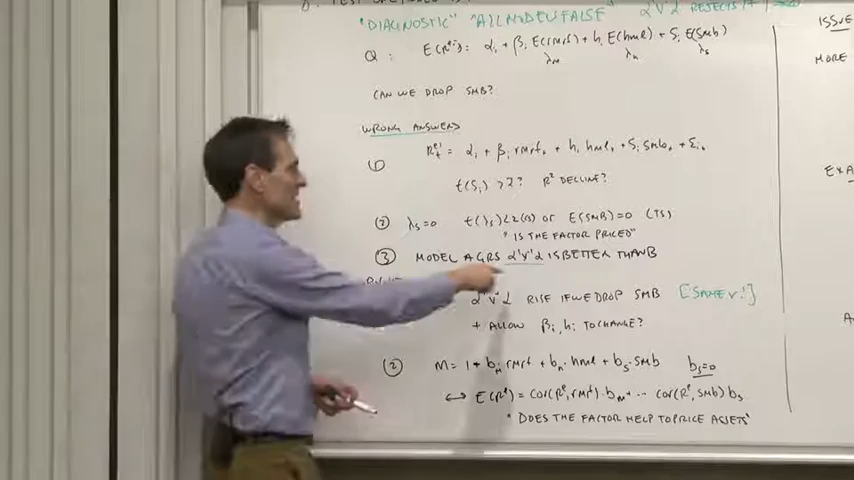 "DIAGNOSTIC" "ALL MODELS FALSE" α'V⁻¹α REJECTS
Q: E(Rᵉⁱ) = αᵢ + βᵢ E(rmrf) + hᵢ E(hml) + sᵢ E(smb)
λₘ λₕ λₛ
CAN WE DROP SMB?
WRONG ANSWERS
① Rᵉⁱₜ = αᵢ + βᵢ rmrfₜ + hᵢ hmlₜ + sᵢ smbₜ + εᵢₜ
t(sᵢ) >2? R² DECLINE?
② λₛ=0 t(λₛ)<2 or E(SMB)=0 (TS)
"IS THE FACTOR PRICED"
③ MODEL A GRS α'V⁻¹α IS BETTER THAN B
α'V⁻¹α RISE IF WE DROP SMB [SAME V!]
+ ALLOW βᵢ, hᵢ TO CHANGE?
② M= 1 + bₘ rmrf + bₕ hml + bₛ smb bₛ=0
↔ E(Rᵉ) = cov(Rᵉ, rmrf) bₘ + ... cov(Rᵉ, smb) bₛ
"DOES THE FACTOR HELP TO PRICE ASSETS"
ISSUE
MORE